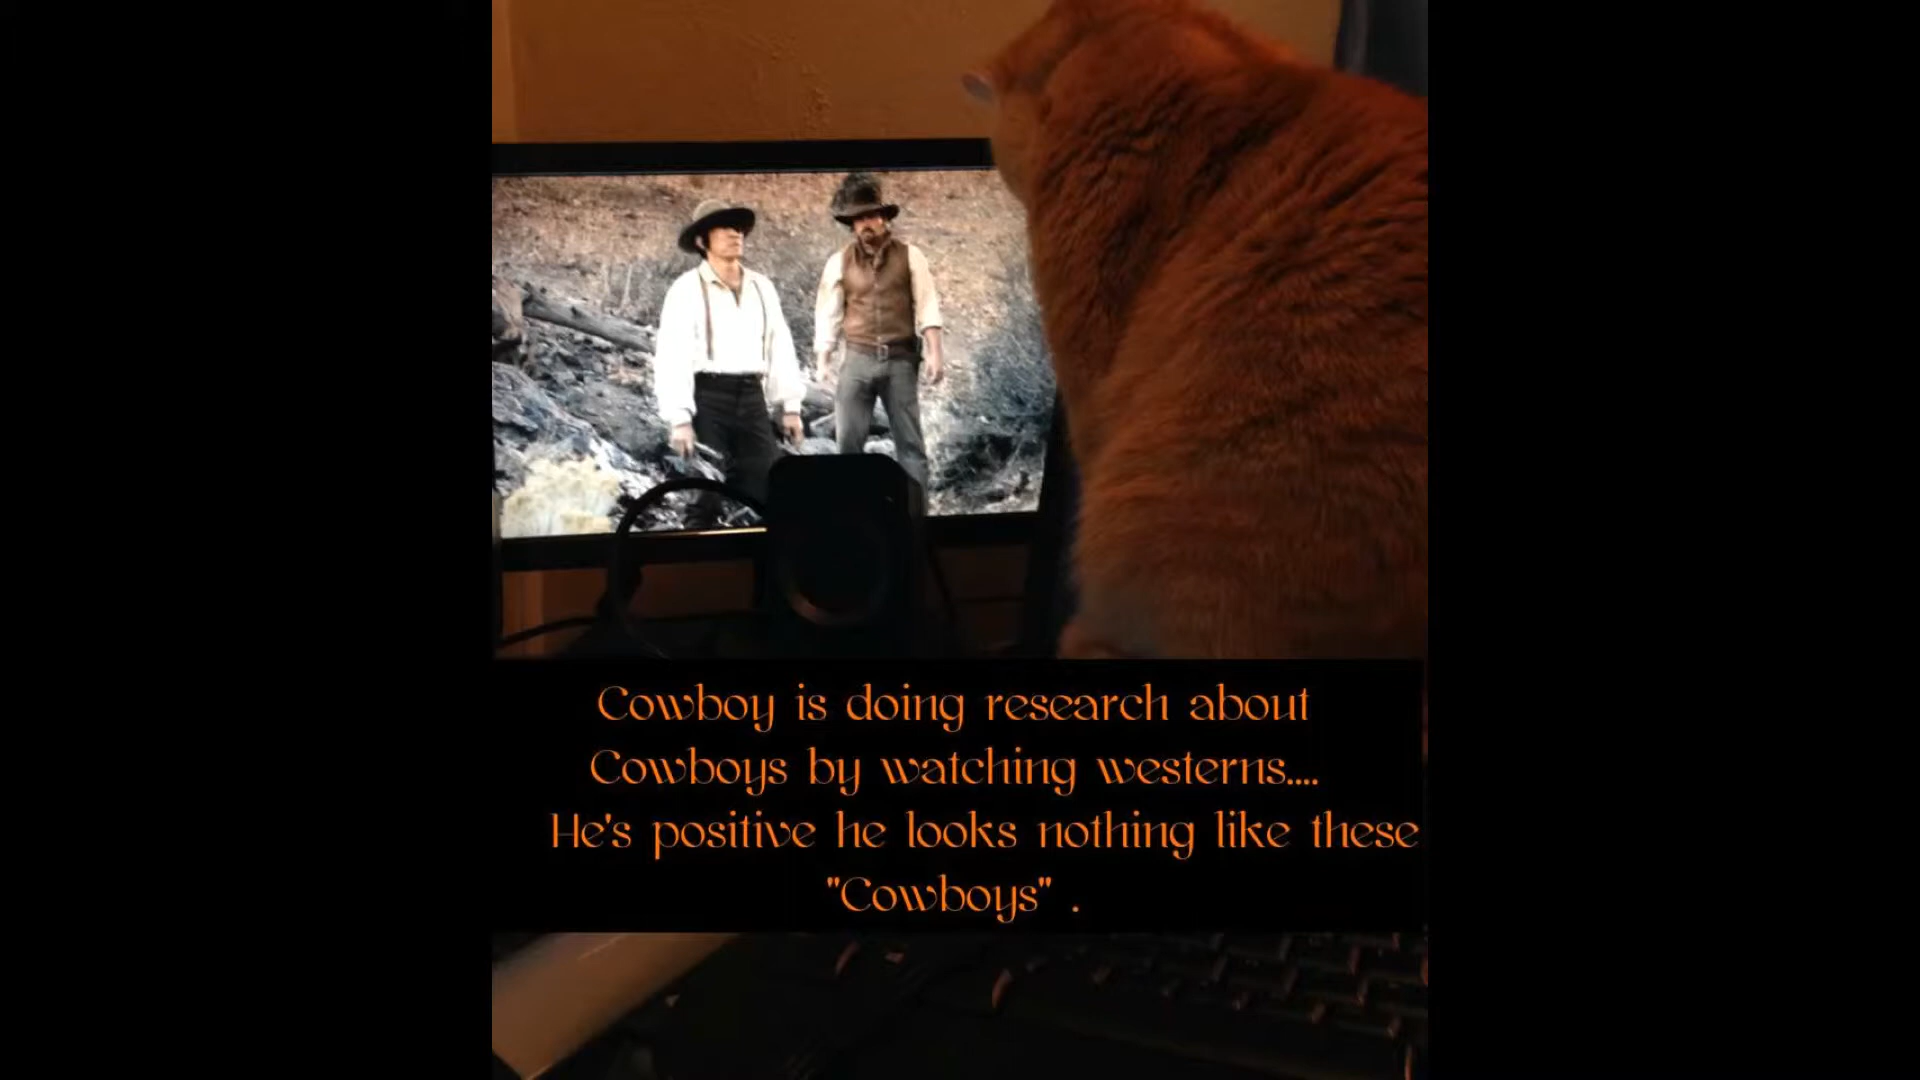 Cowboy is doing research about
Cowboys by watching westerns....
He's positive he looks nothing like these
"Cowboys" .